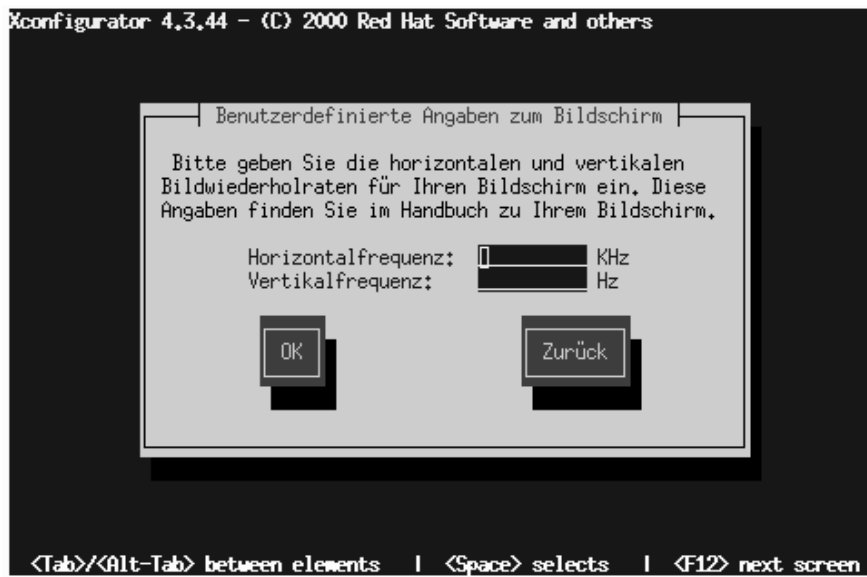 Xconfigurator 4.3.44 - (C) 2000 Red Hat Software and others
Benutzerdefinierte Angaben zum Bildschirm
Bitte geben Sie die horizontalen und vertikalen
Bildwiederholraten für Ihren Bildschirm ein. Diese
Angaben finden Sie im Handbuch zu Ihrem Bildschirm.
Horizontalfrequenz: KHz
Vertikalfrequenz: Hz
OK Zurück
<Tab>/<Alt-Tab> between elements | <Space> selects | <F12> next screen